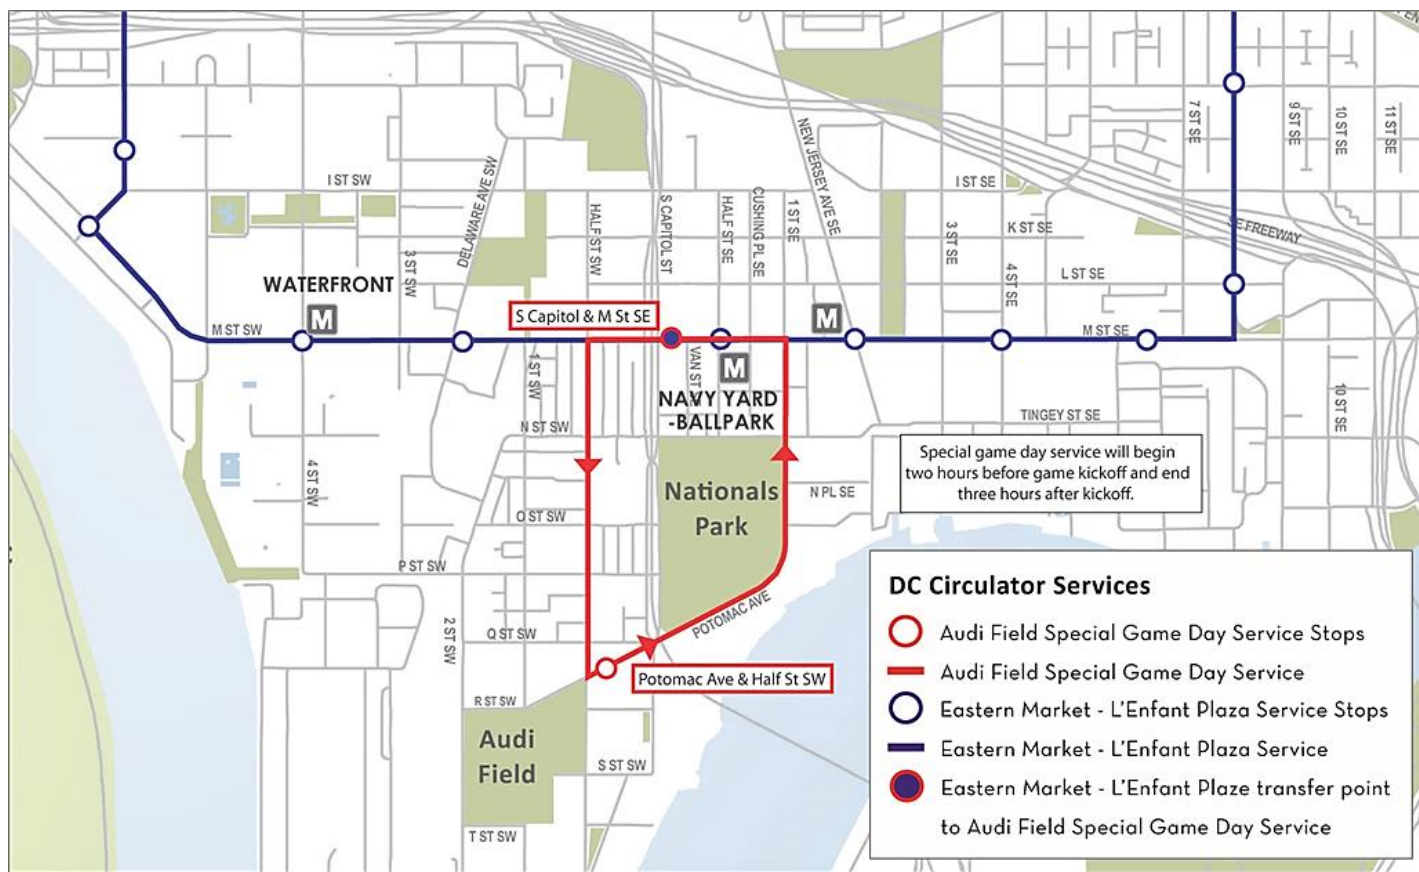 I ST SW
DELAWARE AVE SW
3 ST SW
HALF ST SW
S CAPITOL ST
HALF ST SE
CUSHING PL SE
1 ST SE
NEW JERSEY AVE SE
I ST SE
3 ST SE
K ST SE
4 ST SE
L ST SE
7 ST SE
9 ST SE
10 ST SE
11 ST SE
SE FREEWAY
WATERFRONT
M
M ST SW
S Capitol & M St SE
M
M ST SE
1 ST SW
VAN ST
M
NAVY YARD
-BALLPARK
N ST SW
TINGEY ST SE
10 ST SE
Special game day service will begin
two hours before game kickoff and end
three hours after kickoff.
4 ST SW
Nationals
Park
N PL SE
O ST SW
P ST SW
2 ST SW
Q ST SW
POTOMAC AVE
Potomac Ave & Half St SW
R ST SW
Audi
Field
S ST SW
T ST SW
DC Circulator Services
Audi Field Special Game Day Service Stops
Audi Field Special Game Day Service
Eastern Market - L'Enfant Plaza Service Stops
Eastern Market - L'Enfant Plaza Service
Eastern Market - L'Enfant Plaze transfer point
to Audi Field Special Game Day Service